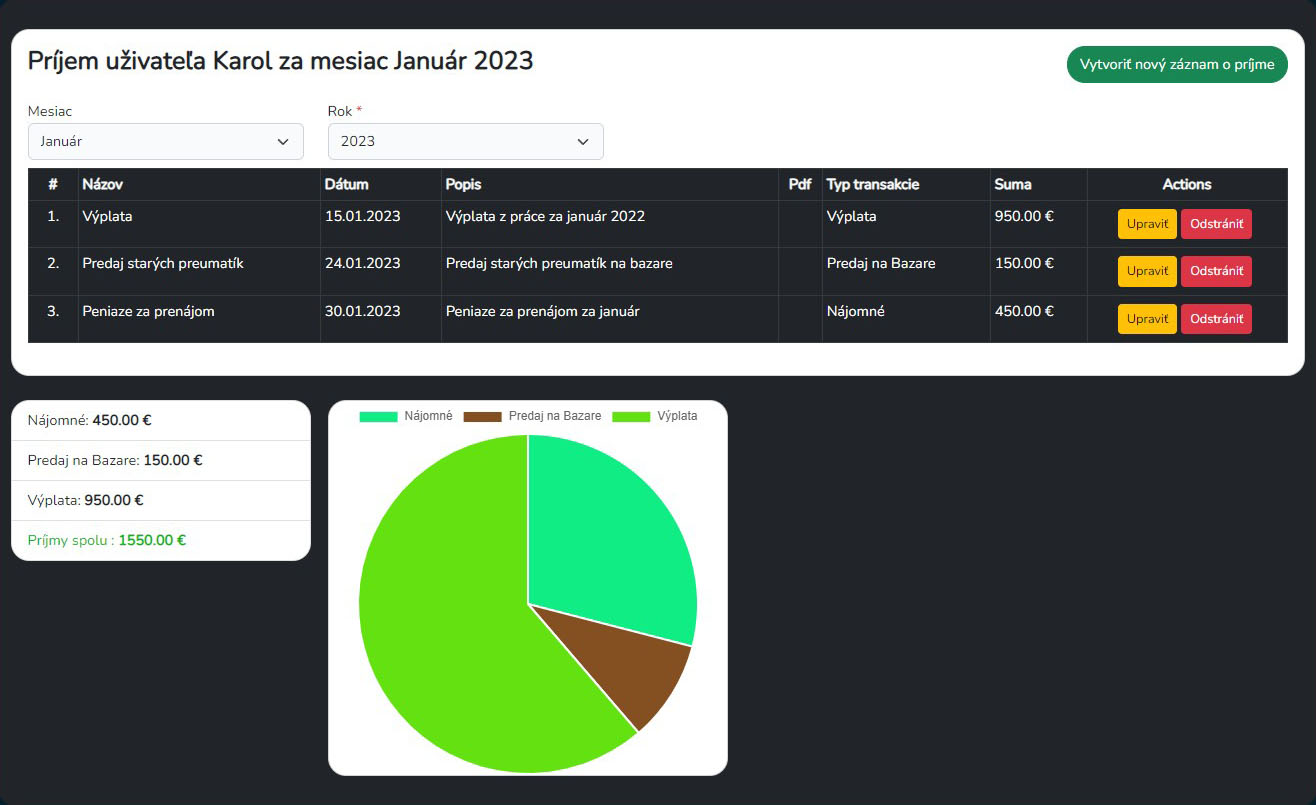 Príjem uživateľa Karol za mesiac Január 2023
Vytvoriť nový záznam o príjme
Mesiac
Rok *
Január
2023
# Názov Dátum Popis Pdf Typ transakcie Suma Actions
1. Výplata 15.01.2023 Výplata z práce za január 2022 Výplata 950.00 € Upraviť Odstrániť
2. Predaj starých preumatík 24.01.2023 Predaj starých preumatík na bazare Predaj na Bazare 150.00 € Upraviť Odstrániť
3. Peniaze za prenájom 30.01.2023 Peniaze za prenájom za január Nájomné 450.00 € Upraviť Odstrániť
Nájomné: 450.00 €
Predaj na Bazare: 150.00 €
Výplata: 950.00 €
Príjmy spolu : 1550.00 €
Nájomné Predaj na Bazare Výplata